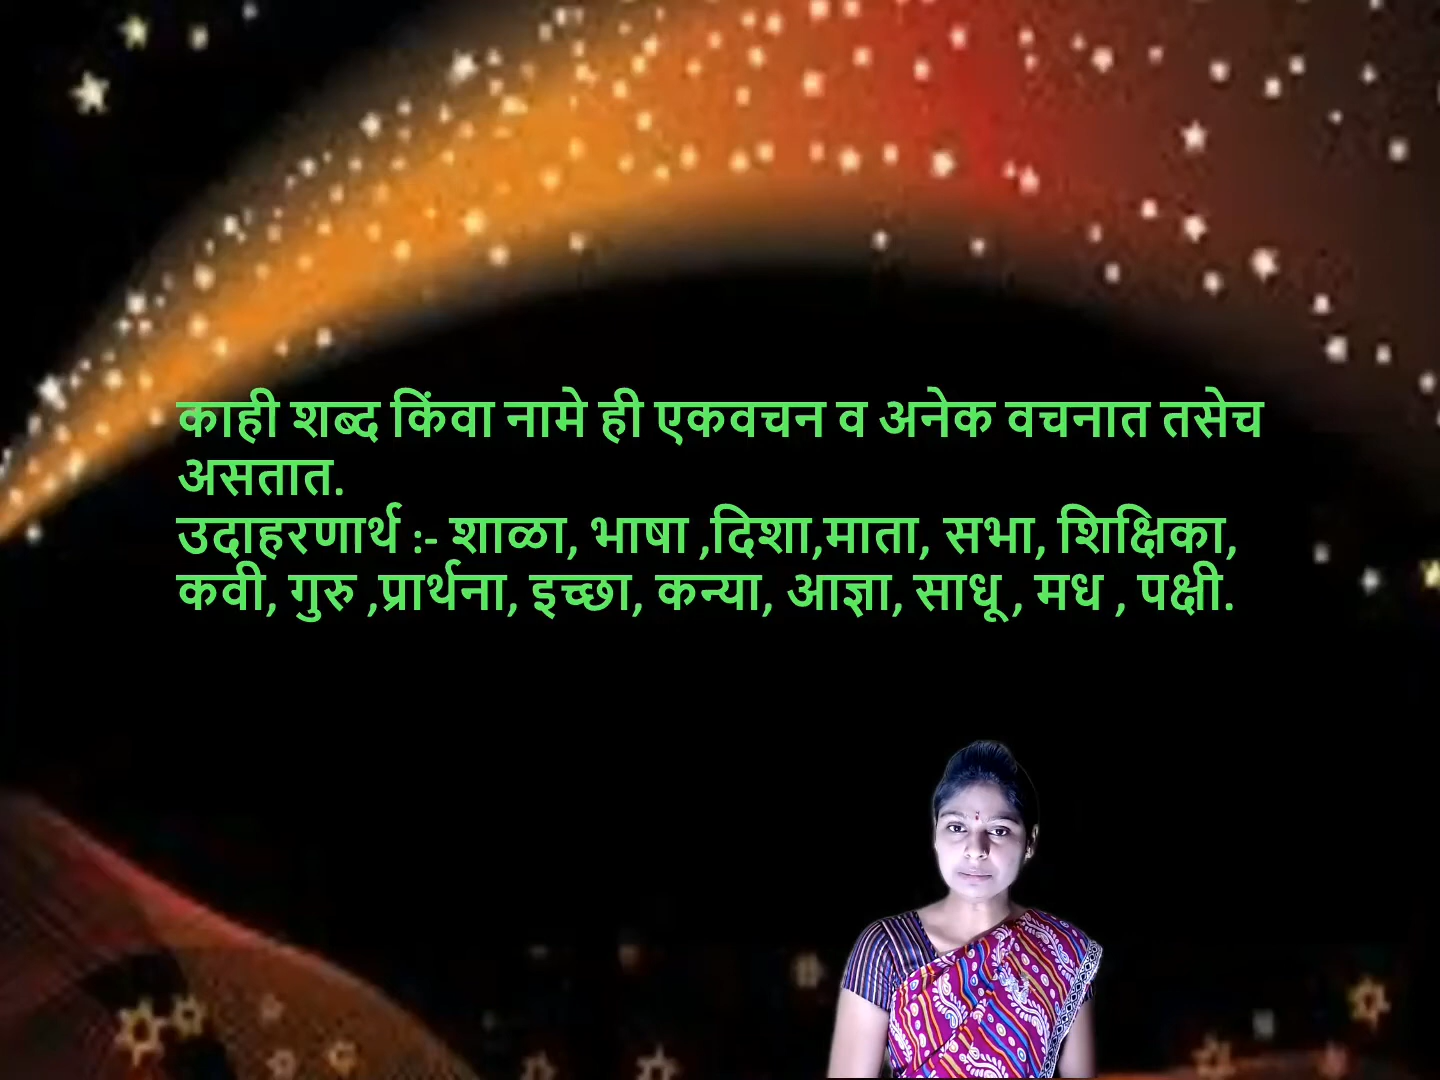 काही शब्द किंवा नामे ही एकवचन व अनेक वचनात तसेच
असतात.
उदाहरणार्थ :- शाळा, भाषा ,दिशा,माता, सभा, शिक्षिका,
कवी, गुरु ,प्रार्थना, इच्छा, कन्या, आज्ञा, साधू , मध , पक्षी.